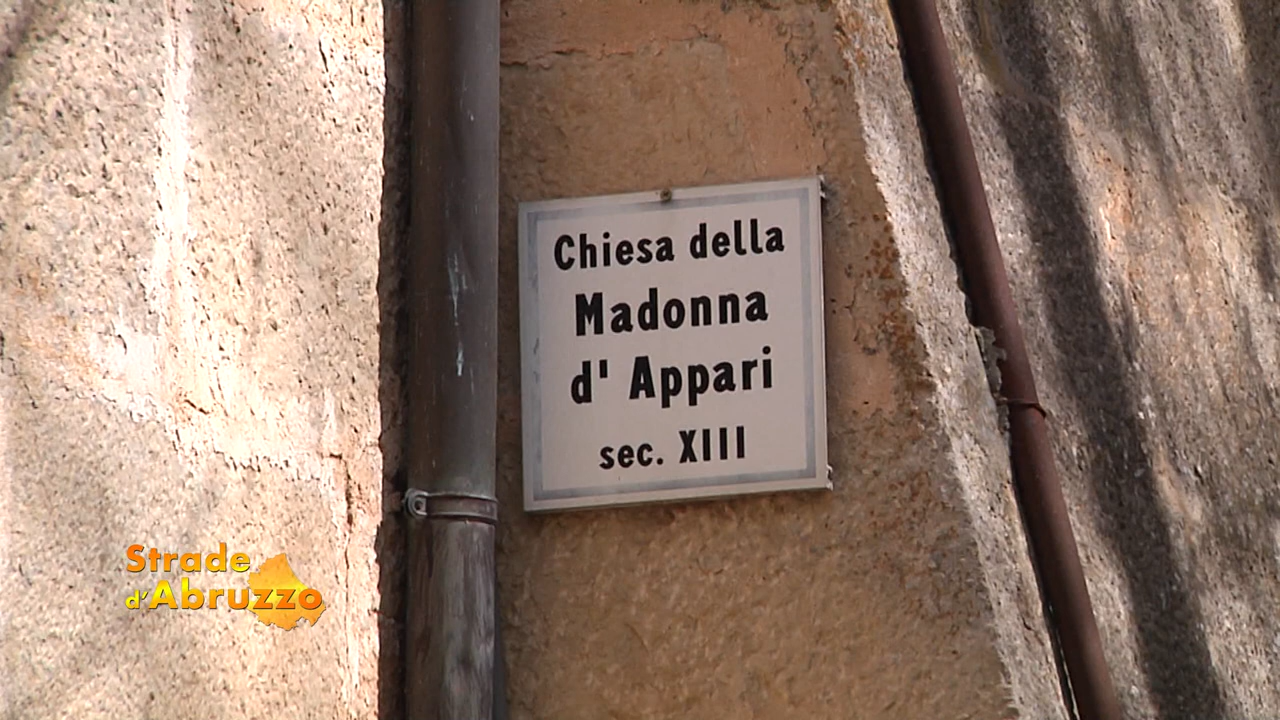 Chiesa della
Madonna
d' Appari
sec. XIII
Strade
d'Abruzzo